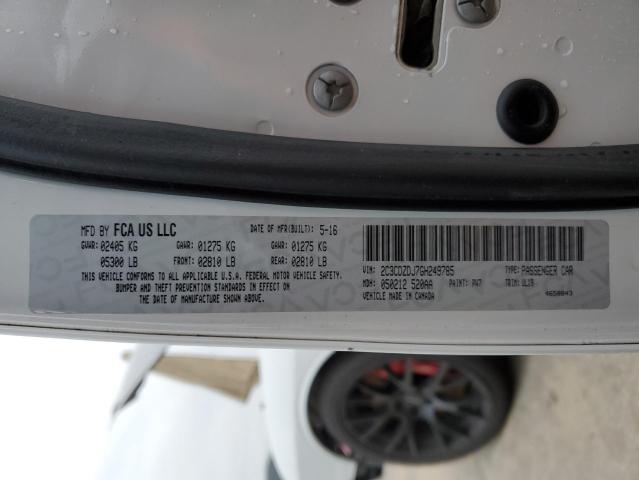 MFD BY FCA US LLC DATE OF MFR(BUILT): 5-16
GVWR: 02405 KG GAWR: 01275 KG GAWR: 01275 KG
05300 LB FRONT: 02810 LB REAR: 02810 LB
THIS VEHICLE CONFORMS TO ALL APPLICABLE U.S.A. FEDERAL MOTOR VEHICLE SAFETY,
BUMPER AND THEFT PREVENTION STANDARDS IN EFFECT ON
THE DATE OF MANUFACTURE SHOWN ABOVE.
VIN: 2C3CDZDJ7GH249785 TYPE: PASSENGER CAR
MDH: 050212 520AA PAINT: PW7 TRIM: ULX9
VEHICLE MADE IN CANADA 4658843